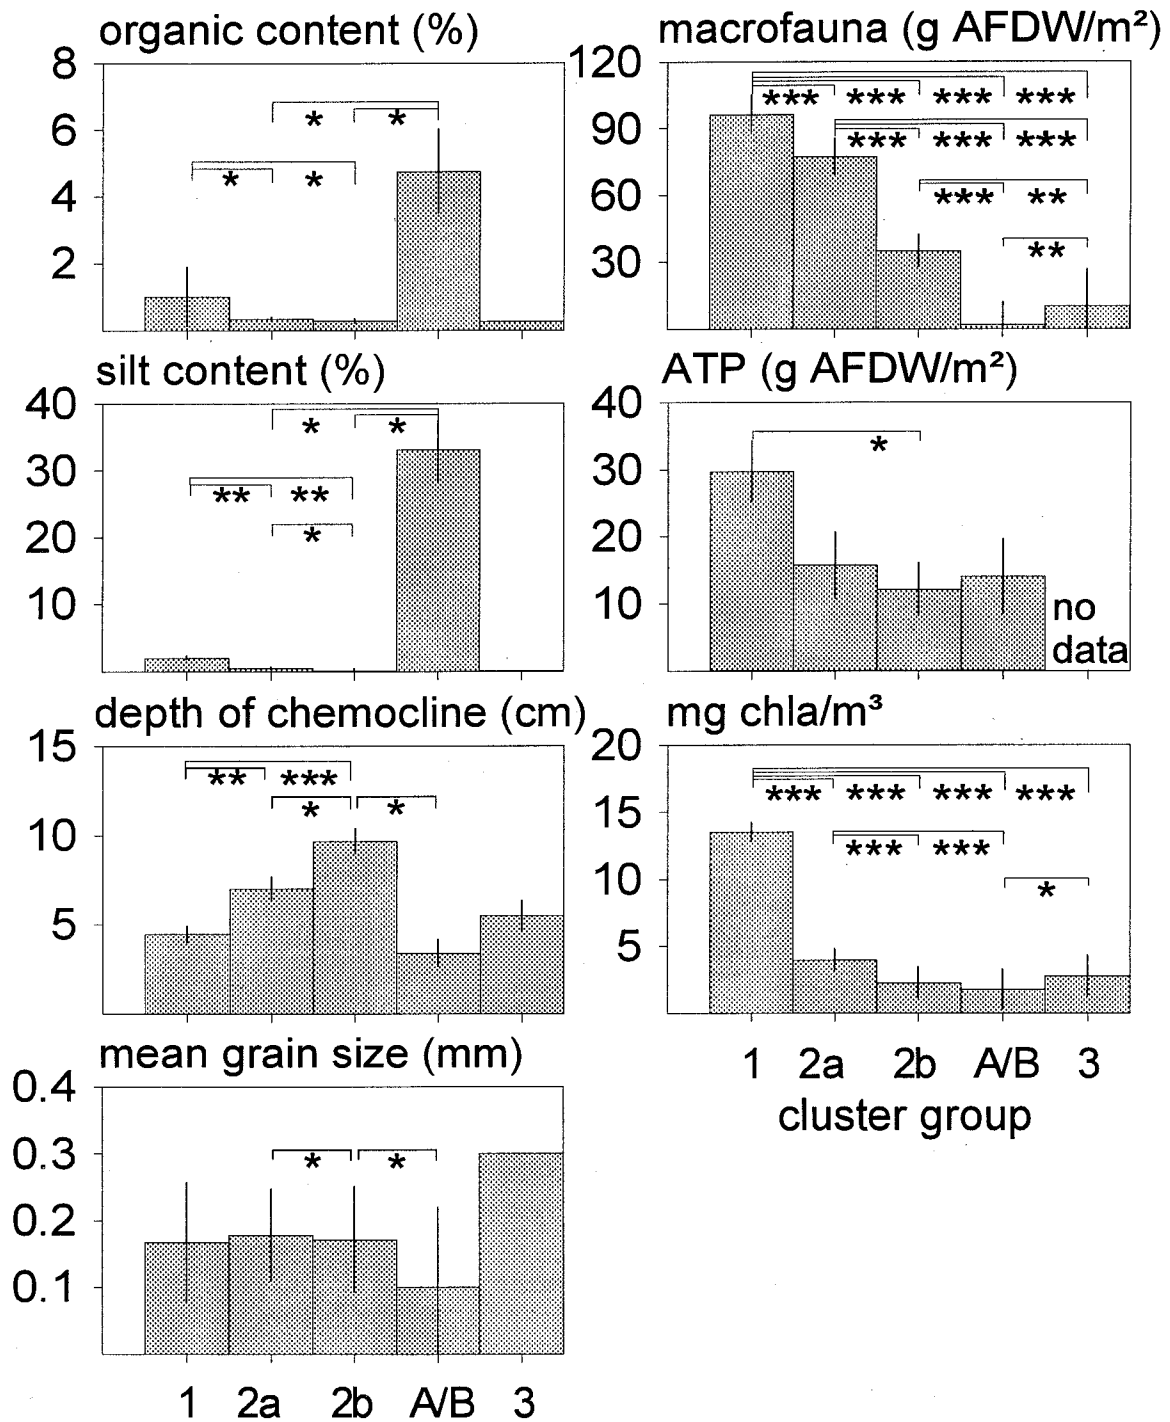 organic content (%)
8
* *
6
* *
4
2
macrofauna (g AFDW/m²)
120
*** *** *** ***
90
*** *** ***
60
*** **
30
**
silt content (%)
40
* *
30
** **
20
*
10
ATP (g AFDW/m²)
40
*
30
20
10
no
data
depth of chemocline (cm)
15
** ***
* *
10
5
mg chla/m³
20
*** *** *** ***
15
*** ***
10
*
5
1 2a 2b A/B 3
cluster group
mean grain size (mm)
0.4
0.3
* *
0.2
0.1
1 2a 2b A/B 3